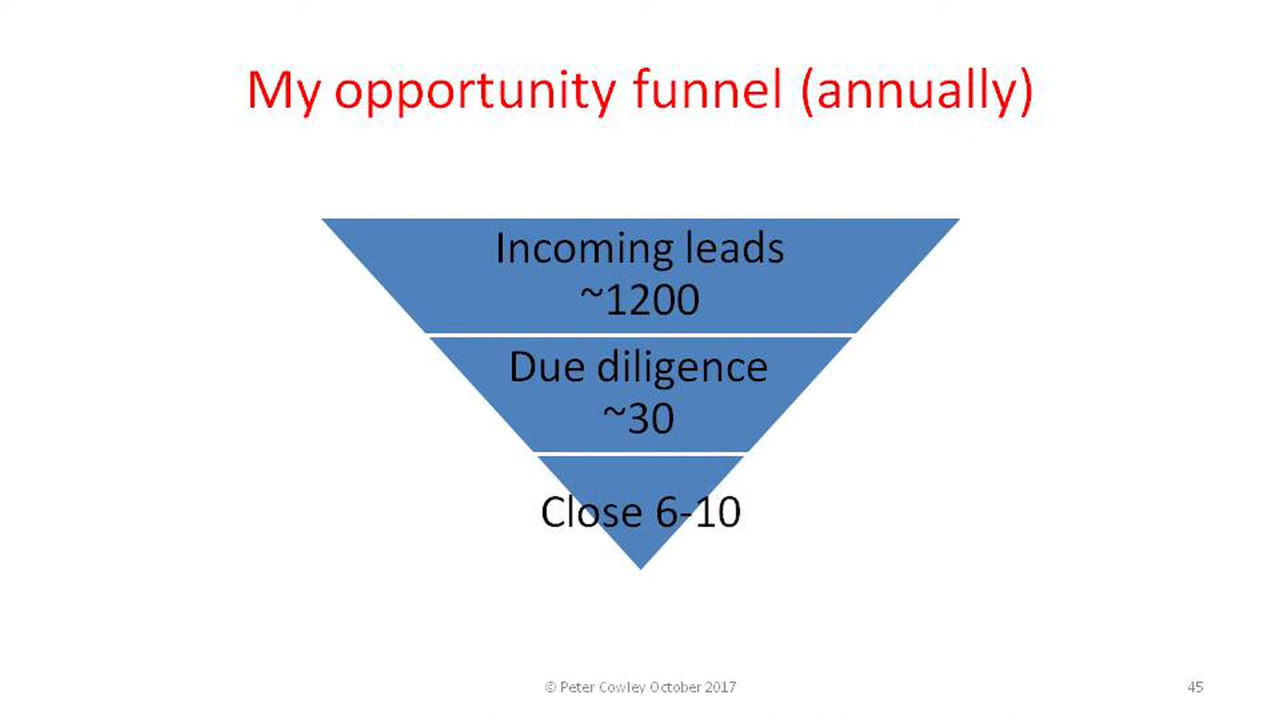 My opportunity funnel (annually)
Incoming leads
~1200
Due diligence
~30
Close 6-10
© Peter Cowley October 2017
45